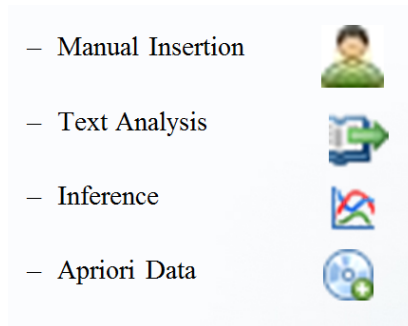 – Manual Insertion
– Text Analysis
– Inference
– Apriori Data